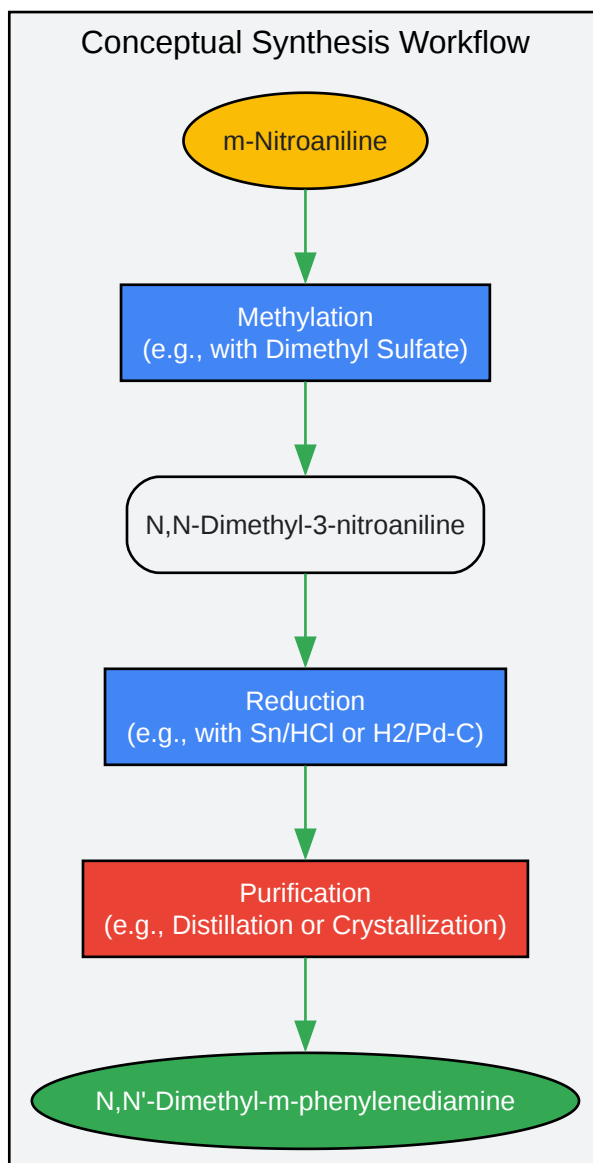 Conceptual Synthesis Workflow
m-Nitroaniline
Methylation
(e.g., with Dimethyl Sulfate)
N,N-Dimethyl-3-nitroaniline
Reduction
(e.g., with Sn/HCl or H2/Pd-C)
Purification
(e.g., Distillation or Crystallization)
N,N'-Dimethyl-m-phenylenediamine